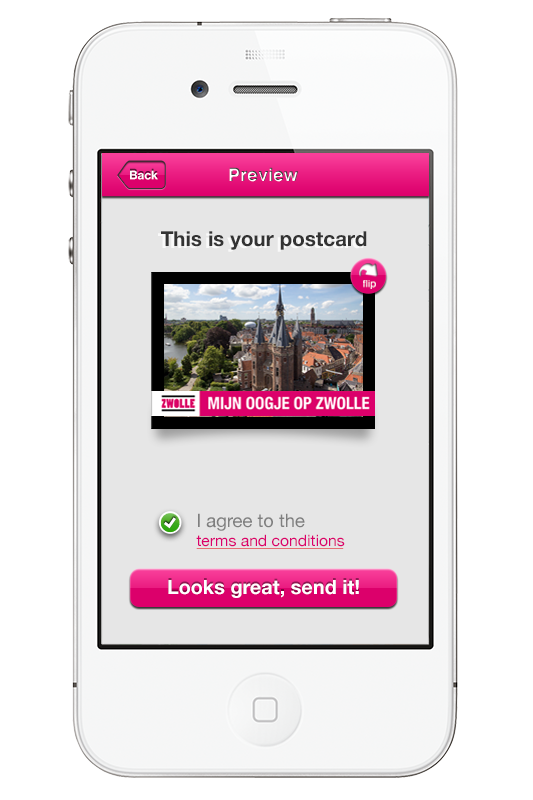 Back
Preview
This is your postcard
flip
ZWOLLE
MIJN OOGJE OP ZWOLLE
I agree to the
terms and conditions
Looks great, send it!